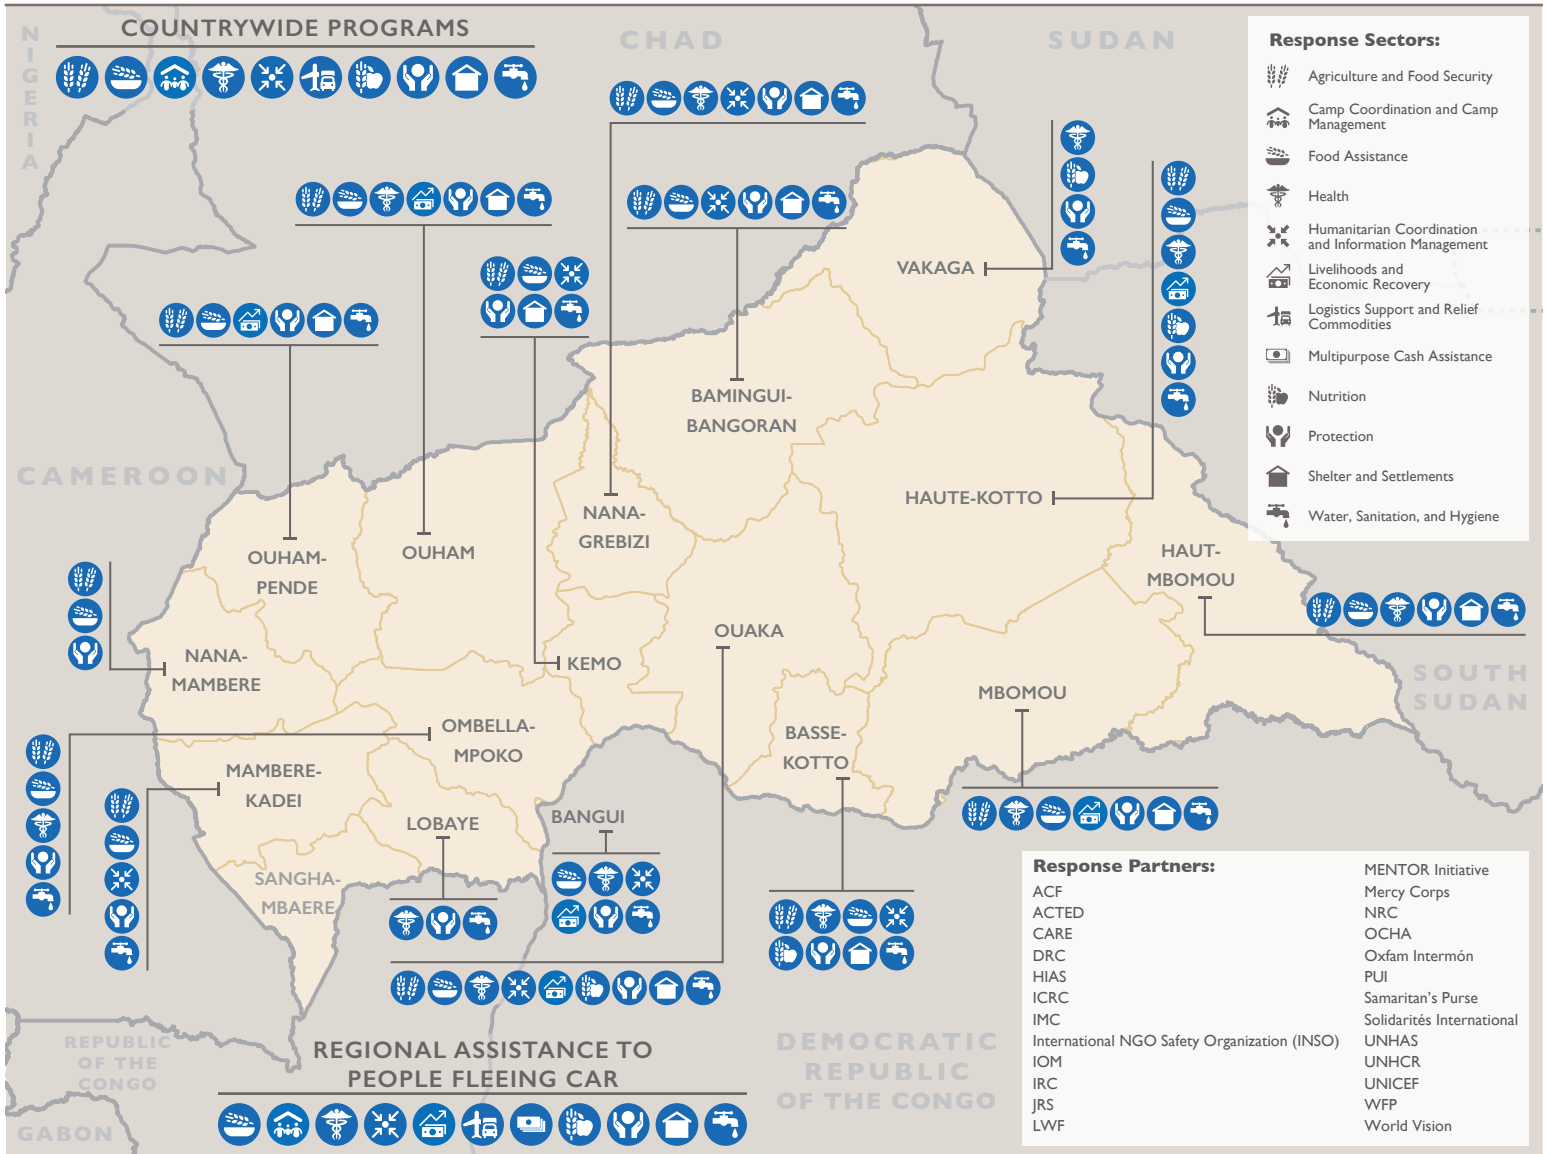 COUNTRYWIDE PROGRAMS
NIGERIA
CHAD
SUDAN
CAMEROON
SOUTH
SUDAN
DEMOCRATIC
REPUBLIC
OF THE CONGO
REPUBLIC
OF THE
CONGO
GABON
VAKAGA
BAMINGUI-
BANGORAN
HAUTE-KOTTO
NANA-
GREBIZI
OUHAM
OUHAM-
PENDE
HAUT-
MBOMOU
OUAKA
KEMO
NANA-
MAMBERE
MBOMOU
OMBELLA-
MPOKO
BASSE-
KOTTO
MAMBERE-
KADEI
LOBAYE
BANGUI
SANGHA-
MBAERE
REGIONAL ASSISTANCE TO
PEOPLE FLEEING CAR
Response Sectors:
Agriculture and Food Security
Camp Coordination and Camp
Management
Food Assistance
Health
Humanitarian Coordination
and Information Management
Livelihoods and
Economic Recovery
Logistics Support and Relief
Commodities
Multipurpose Cash Assistance
Nutrition
Protection
Shelter and Settlements
Water, Sanitation, and Hygiene
Response Partners:
ACF
ACTED
CARE
DRC
HIAS
ICRC
IMC
International NGO Safety Organization (INSO)
IOM
IRC
JRS
LWF
MENTOR Initiative
Mercy Corps
NRC
OCHA
Oxfam Intermón
PUI
Samaritan's Purse
Solidarités International
UNHAS
UNHCR
UNICEF
WFP
World Vision